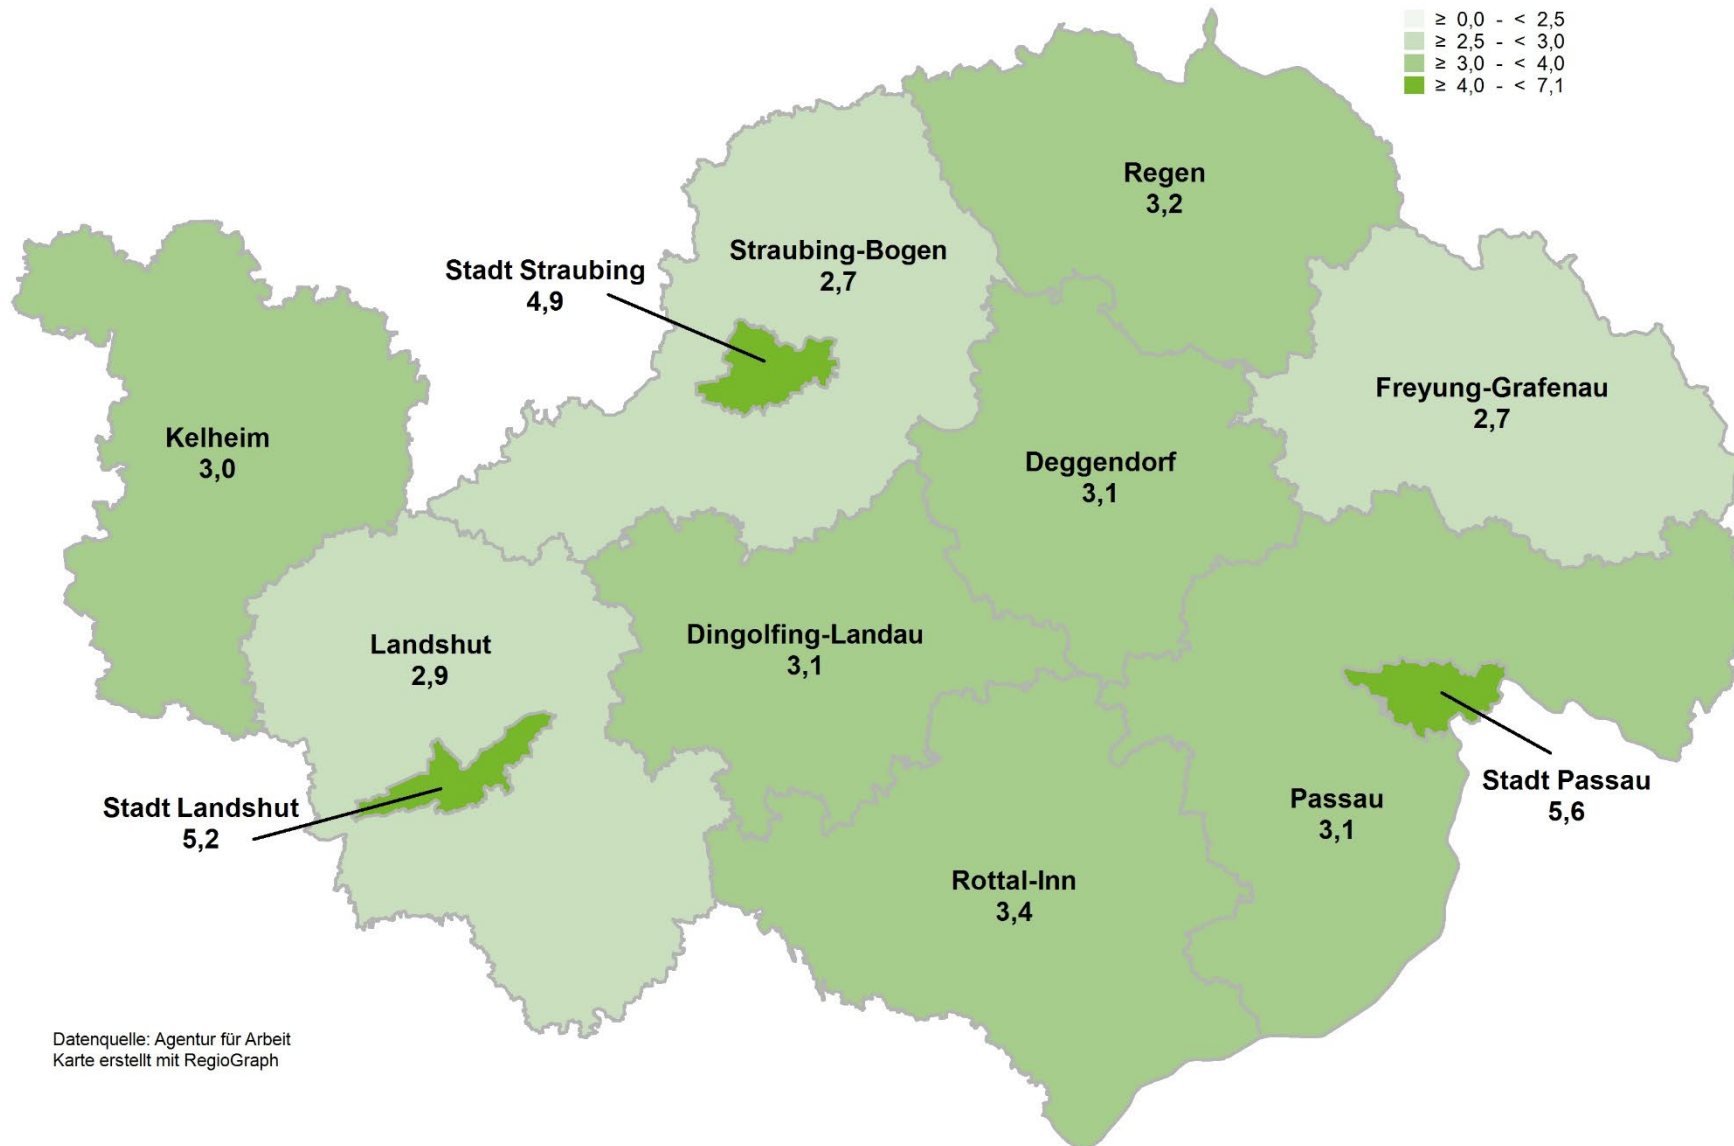 ≥ 0,0 - < 2,5
≥ 2,5 - < 3,0
≥ 3,0 - < 4,0
≥ 4,0 - < 7,1
Regen
3,2
Straubing-Bogen
2,7
Stadt Straubing
4,9
Freyung-Grafenau
2,7
Kelheim
3,0
Deggendorf
3,1
Dingolfing-Landau
3,1
Landshut
2,9
Stadt Landshut
5,2
Stadt Passau
5,6
Passau
3,1
Rottal-Inn
3,4
Datenquelle: Agentur für Arbeit
Karte erstellt mit RegioGraph